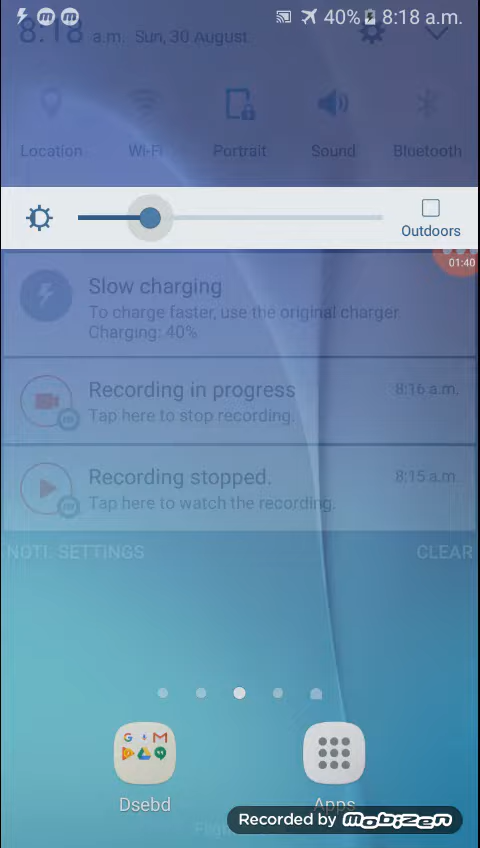 40% 8:18 a.m.
8:18 a.m. Sun, 30 August
Location Wi-Fi Portrait Sound Bluetooth
Outdoors
01:40
Slow charging
To charge faster, use the original charger.
Charging: 40%
Recording in progress 8:16 a.m.
Tap here to stop recording.
Recording stopped. 8:15 a.m.
Tap here to watch the recording.
NOTI. SETTINGS CLEAR
Dsebd Apps
Recorded by mobizen